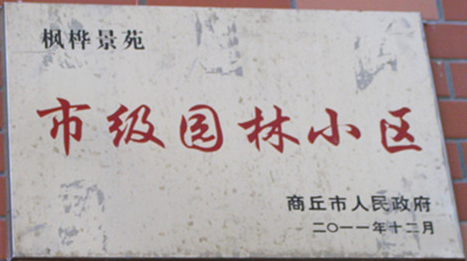 枫桦景苑
市级园林小区
商丘市人民政府
二〇一一年十二月